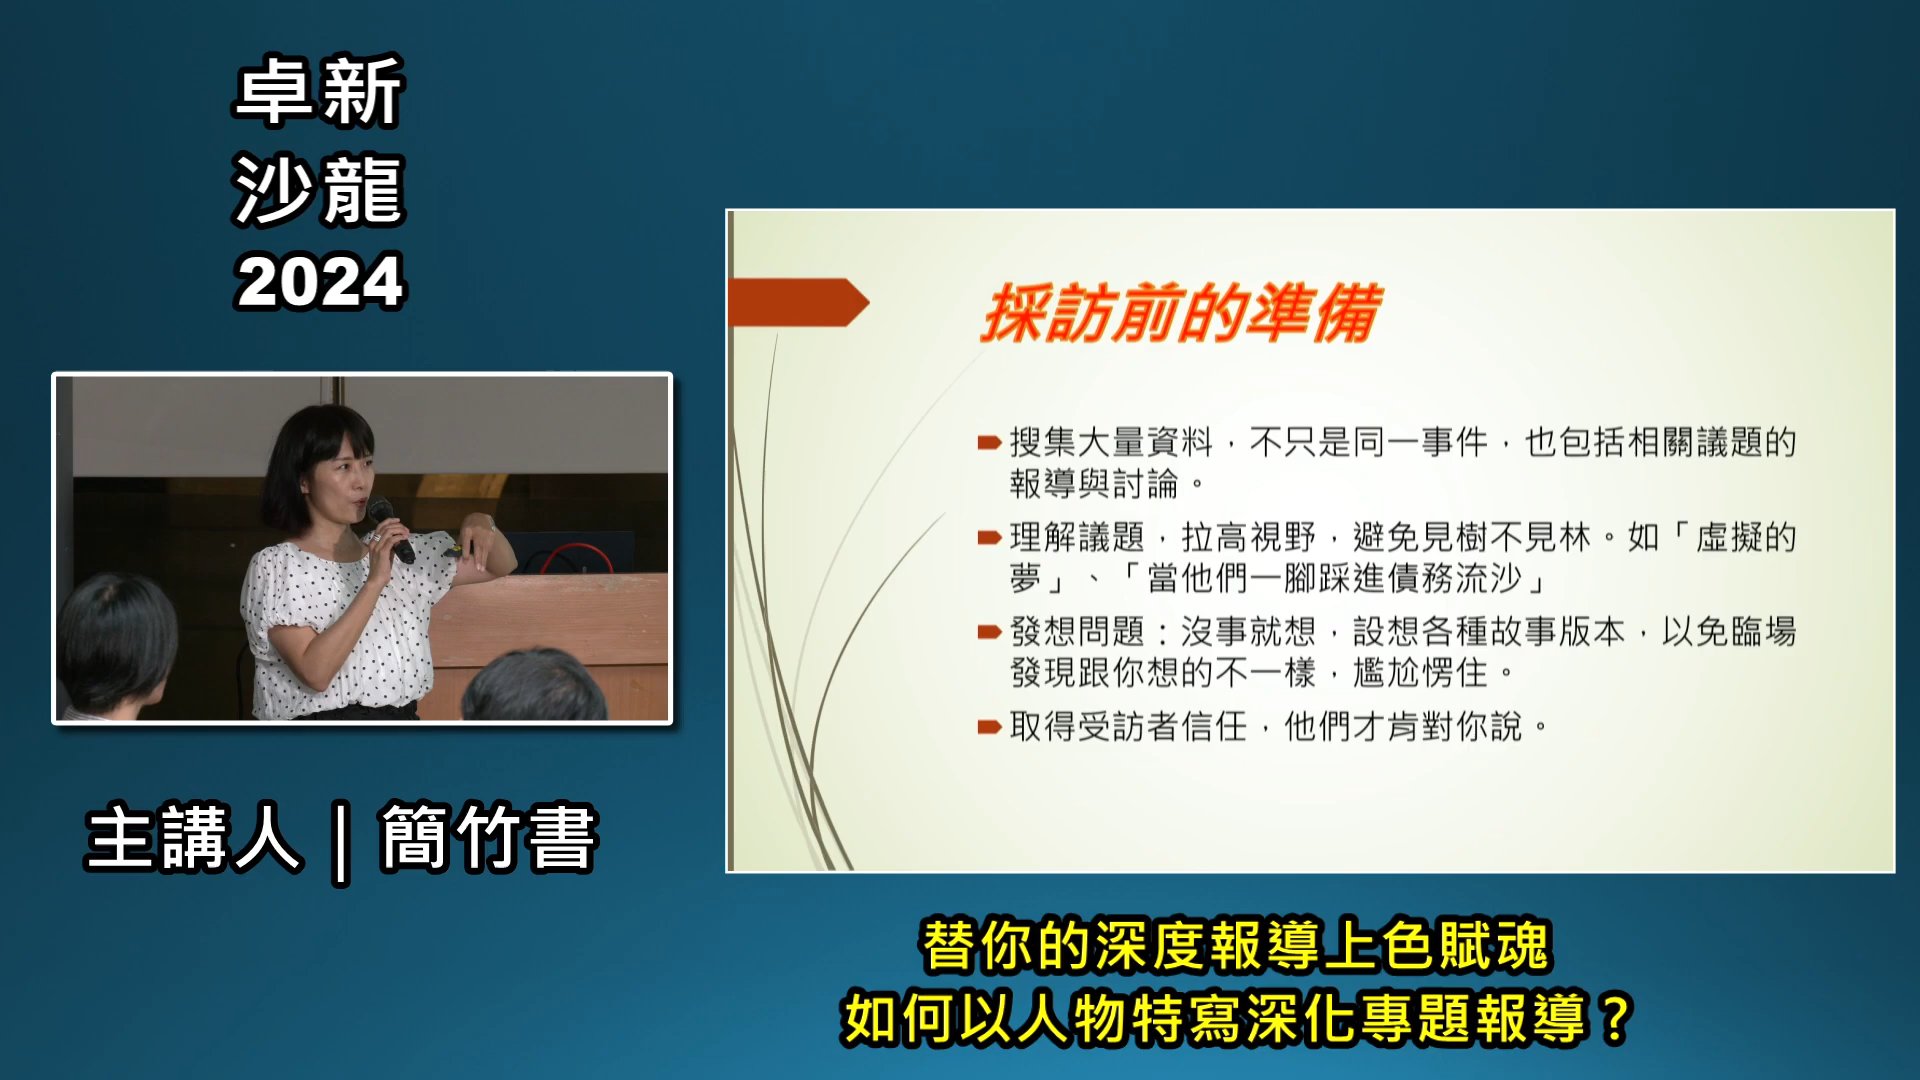 卓新
沙龍
2024
採訪前的準備
搜集大量資料，不只是同一事件，也包括相關議題的
報導與討論。
理解議題，拉高視野，避免見樹不見林。如「虛擬的
夢」、「當他們一腳踩進債務流沙」
發想問題：沒事就想，設想各種故事版本，以免臨場
發現跟你想的不一樣，尷尬愣住。
取得受訪者信任，他們才肯對你說。
主講人｜簡竹書
替你的深度報導上色賦魂
如何以人物特寫深化專題報導？